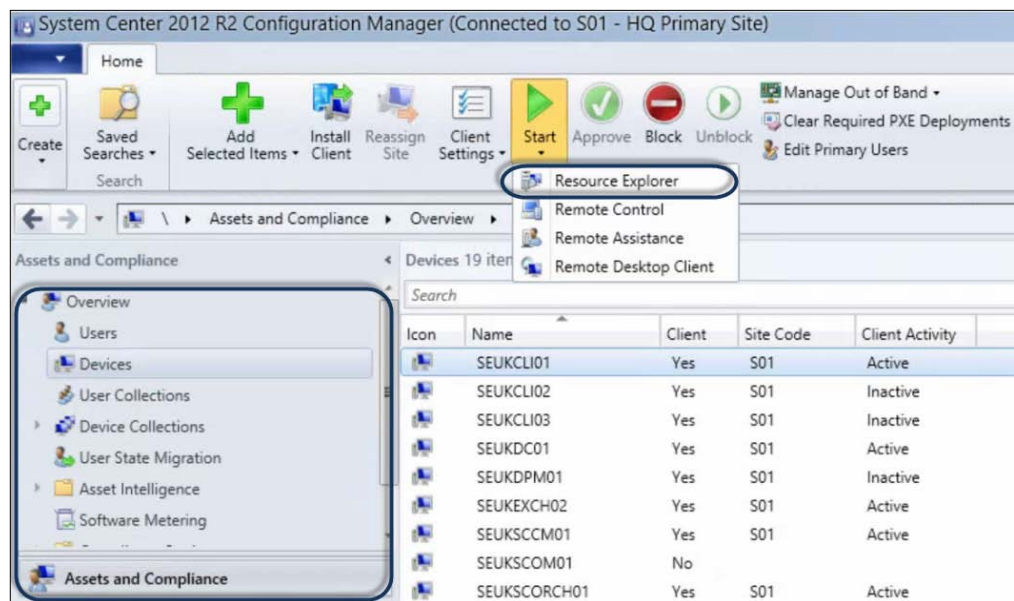 System Center 2012 R2 Configuration Manager (Connected to S01 - HQ Primary Site)
Home
Create
Saved Searches
Search
Add Selected Items
Install Client
Reassign Site
Client Settings
Start
Approve
Block
Unblock
Manage Out of Band
Clear Required PXE Deployments
Edit Primary Users
Resource Explorer
Remote Control
Remote Assistance
Remote Desktop Client
\ Assets and Compliance Overview
Assets and Compliance
Overview
Users
Devices
User Collections
Device Collections
User State Migration
Asset Intelligence
Software Metering
Assets and Compliance
Devices 19 iter
Search
Icon Name Client Site Code Client Activity
SEUKCLI01 Yes S01 Active
SEUKCLI02 Yes S01 Inactive
SEUKCLI03 Yes S01 Inactive
SEUKDC01 Yes S01 Active
SEUKDPM01 Yes S01 Inactive
SEUKEXCH02 Yes S01 Active
SEUKSCCM01 Yes S01 Active
SEUKSCOM01 No
SEUKSCORCH01 Yes S01 Active